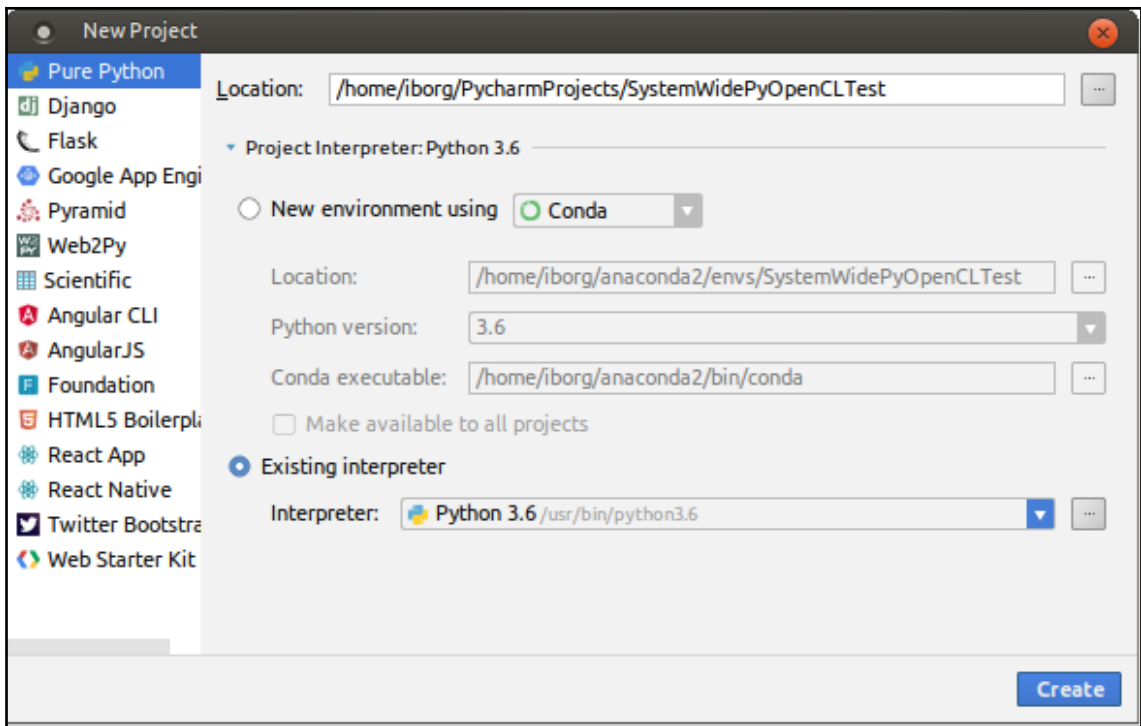 New Project
Pure Python
Django
Flask
Google App Engi
Pyramid
Web2Py
Scientific
Angular CLI
AngularJS
Foundation
HTML5 Boilerpla
React App
React Native
Twitter Bootstra
Web Starter Kit
Location: /home/iborg/PycharmProjects/SystemWidePyOpenCLTest ...
Project Interpreter: Python 3.6
New environment using Conda
Location: /home/iborg/anaconda2/envs/SystemWidePyOpenCLTest ...
Python version: 3.6
Conda executable: /home/iborg/anaconda2/bin/conda ...
Make available to all projects
Existing interpreter
Interpreter: Python 3.6 /usr/bin/python3.6 ...
Create